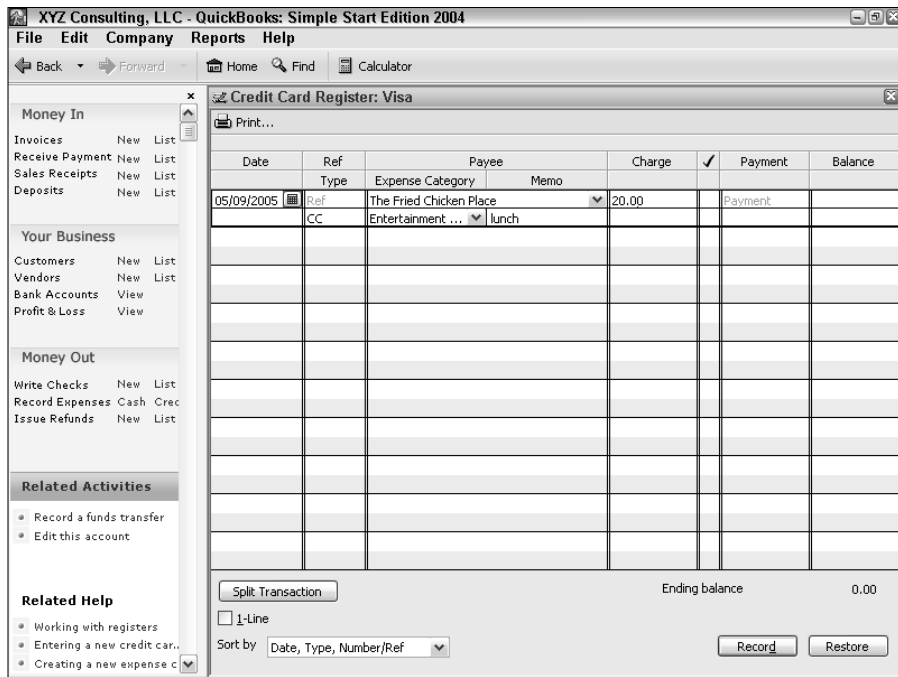 XYZ Consulting, LLC - QuickBooks: Simple Start Edition 2004
File Edit Company Reports Help
Back Forward Home Find Calculator
Money In
Invoices New List
Receive Payment New List
Sales Receipts New List
Deposits New List
Your Business
Customers New List
Vendors New List
Bank Accounts View
Profit & Loss View
Money Out
Write Checks New List
Record Expenses Cash Crec
Issue Refunds New List
Related Activities
Record a funds transfer
Edit this account
Related Help
Working with registers
Entering a new credit car..
Creating a new expense c
Credit Card Register: Visa
Print...
Date Ref Payee Charge ✓ Payment Balance
Type Expense Category Memo
05/09/2005 Ref The Fried Chicken Place 20.00 Payment
CC Entertainment ... lunch
Split Transaction Ending balance 0.00
1-Line
Sort by Date, Type, Number/Ref Record Restore